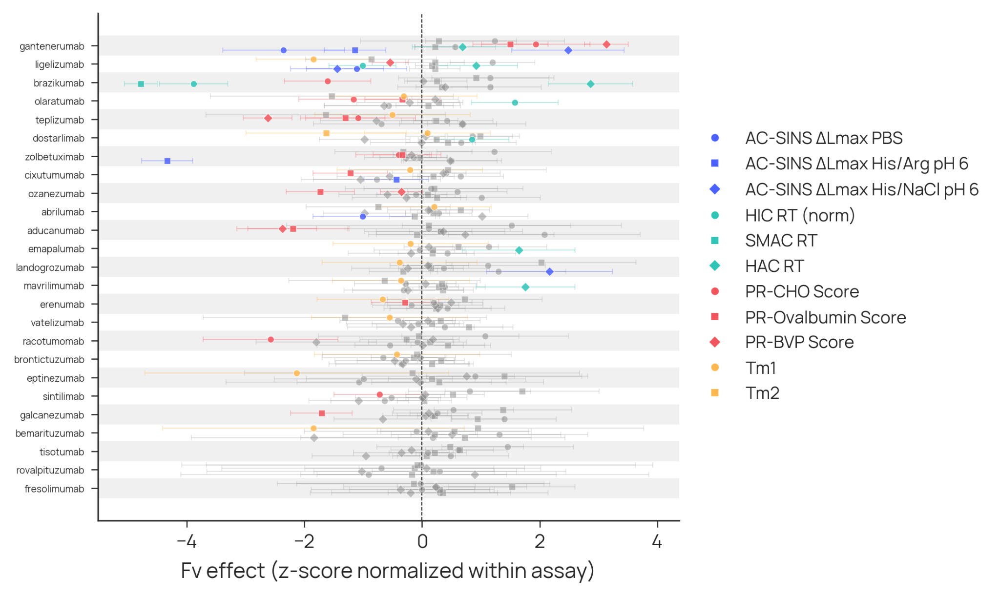 gantenerumab
ligelizumab
brazikumab
olaratumab
teplizumab
dostarlimab
zolbetuximab
cixutumumab
ozanezumab
abrilumab
aducanumab
emapalumab
landogrozumab
mavrilimumab
erenumab
vatelizumab
racotumomab
brontictuzumab
eptinezumab
sintilimab
galcanezumab
bemarituzumab
tisotumab
rovalpituzumab
fresolimumab
−4 −2 0 2 4
Fv effect (z-score normalized within assay)
AC-SINS ΔLmax PBS
AC-SINS ΔLmax His/Arg pH 6
AC-SINS ΔLmax His/NaCl pH 6
HIC RT (norm)
SMAC RT
HAC RT
PR-CHO Score
PR-Ovalbumin Score
PR-BVP Score
Tm1
Tm2